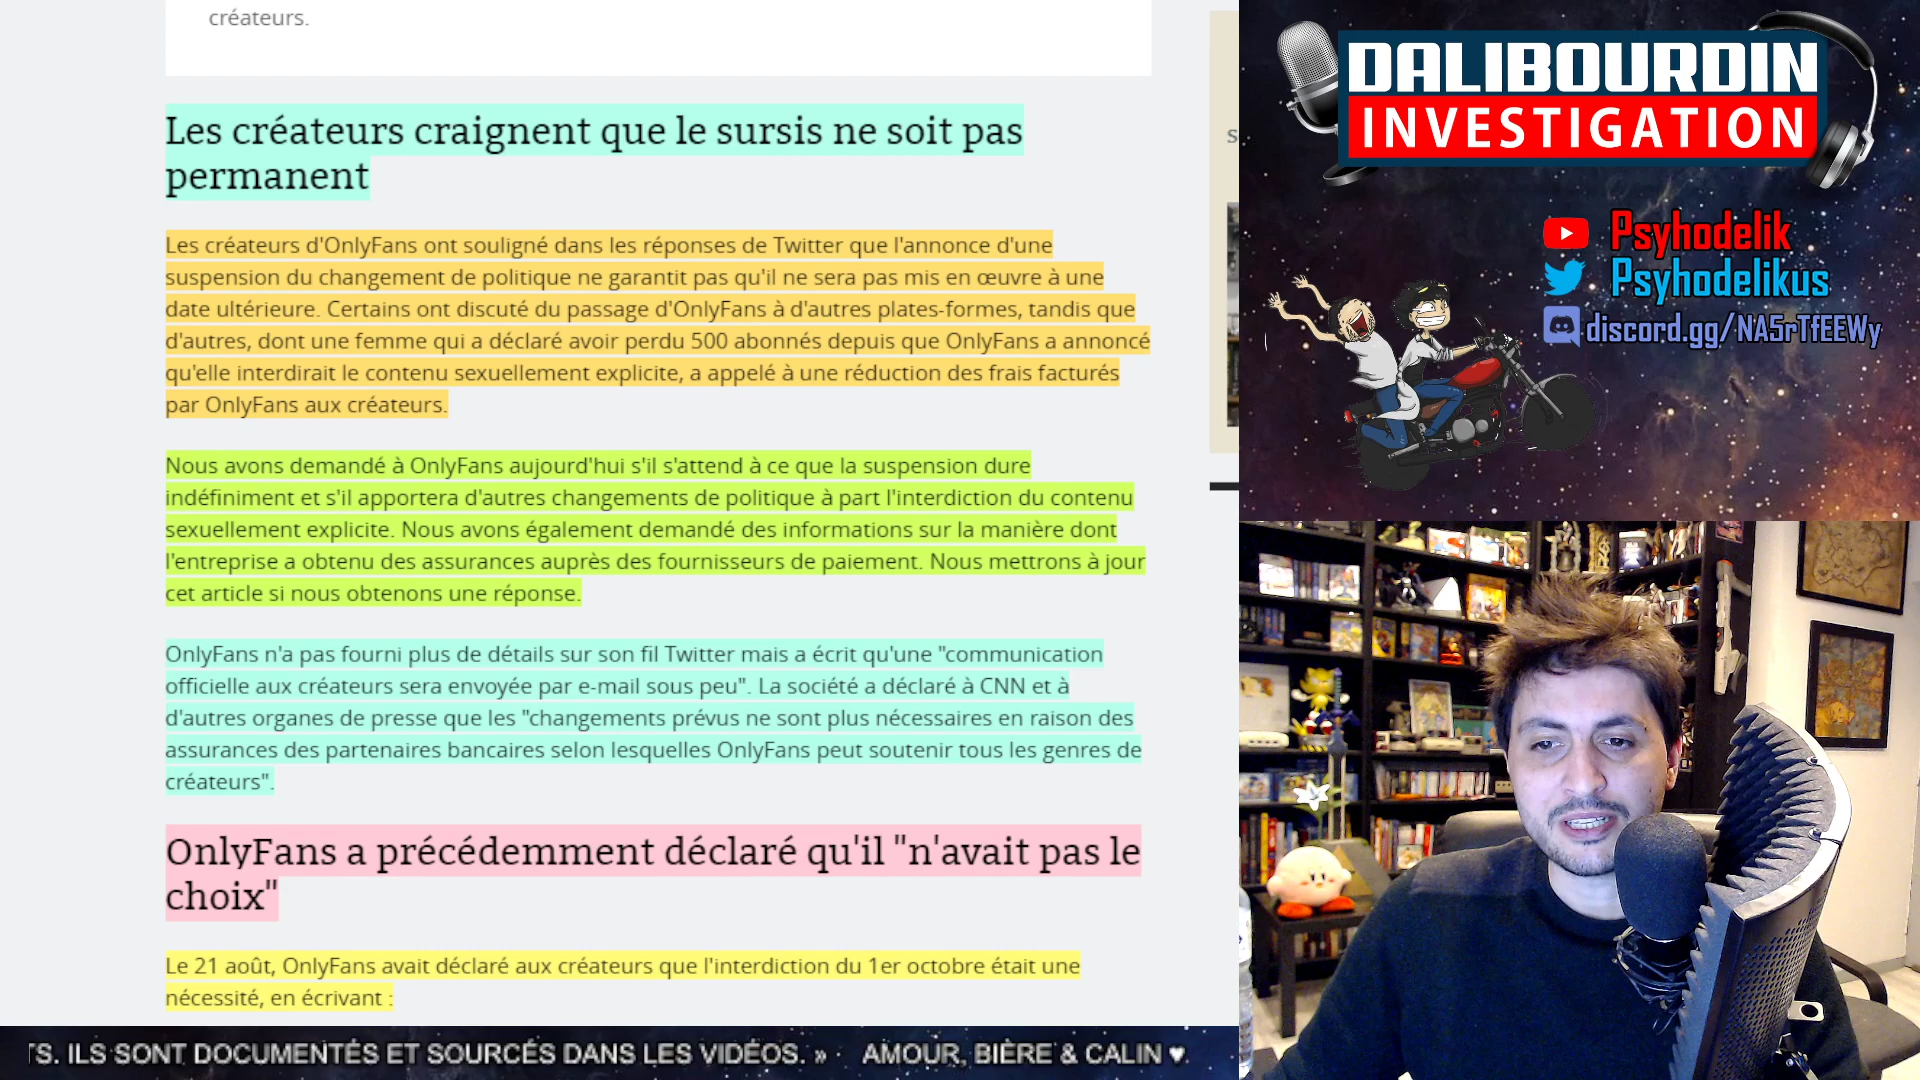 créateurs.
Les créateurs craignent que le sursis ne soit pas
permanent
Les créateurs d'OnlyFans ont souligné dans les réponses de Twitter que l'annonce d'une
suspension du changement de politique ne garantit pas qu'il ne sera pas mis en œuvre à une
date ultérieure. Certains ont discuté du passage d'OnlyFans à d'autres plates-formes, tandis que
d'autres, dont une femme qui a déclaré avoir perdu 500 abonnés depuis que OnlyFans a annoncé
qu'elle interdirait le contenu sexuellement explicite, a appelé à une réduction des frais facturés
par OnlyFans aux créateurs.
Nous avons demandé à OnlyFans aujourd'hui s'il s'attend à ce que la suspension dure
indéfiniment et s'il apportera d'autres changements de politique à part l'interdiction du contenu
sexuellement explicite. Nous avons également demandé des informations sur la manière dont
l'entreprise a obtenu des assurances auprès des fournisseurs de paiement. Nous mettrons à jour
cet article si nous obtenons une réponse.
OnlyFans n'a pas fourni plus de détails sur son fil Twitter mais a écrit qu'une "communication
officielle aux créateurs sera envoyée par e-mail sous peu". La société a déclaré à CNN et à
d'autres organes de presse que les "changements prévus ne sont plus nécessaires en raison des
assurances des partenaires bancaires selon lesquelles OnlyFans peut soutenir tous les genres de
créateurs".
OnlyFans a précédemment déclaré qu'il "n'avait pas le
choix"
Le 21 août, OnlyFans avait déclaré aux créateurs que l'interdiction du 1er octobre était une
nécessité, en écrivant :
TS. ILS SONT DOCUMENTÉS ET SOURCÉS DANS LES VIDÉOS. » · AMOUR, BIÈRE & CALIN ♥.
DALIBOURDIN
INVESTIGATION
Psyhodelik
Psyhodelikus
discord.gg/NA5rTfEEWy